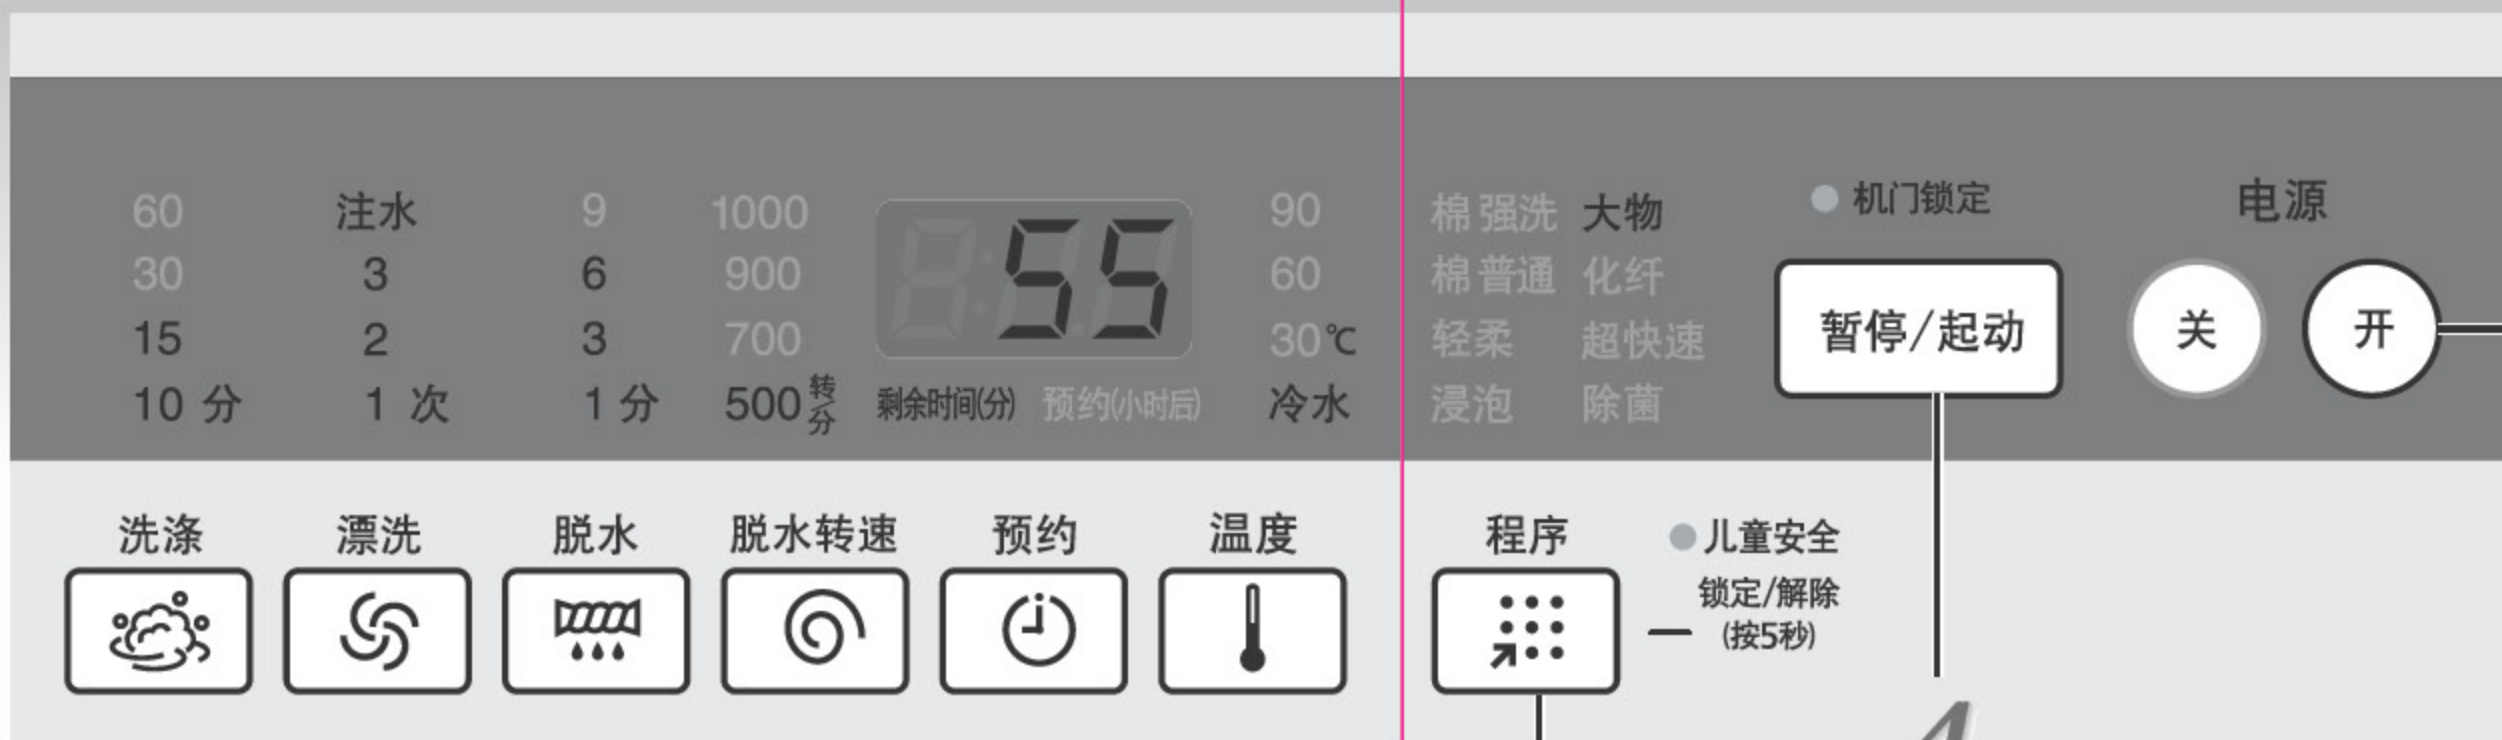 60 注水 9 1000 90 棉 强洗 大物 机门锁定 电源
30 3 6 900 55 60 棉 普通 化纤
15 2 3 700 30℃ 轻柔 超快速 暂停/起动 关 开
10 分 1 次 1 分 500转/分 剩余时间(分) 预约(小时后) 冷水 浸泡 除菌
洗涤 漂洗 脱水 脱水转速 预约 温度 程序 儿童安全
锁定/解除
(按5秒)